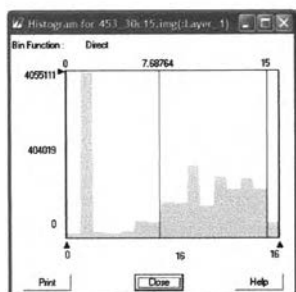 Histogram for 453_30c15.img(:Layer_1)
Bin Function : Direct
0 7.68764 15
4095111
404019
0
0 16 16
Print Close Help